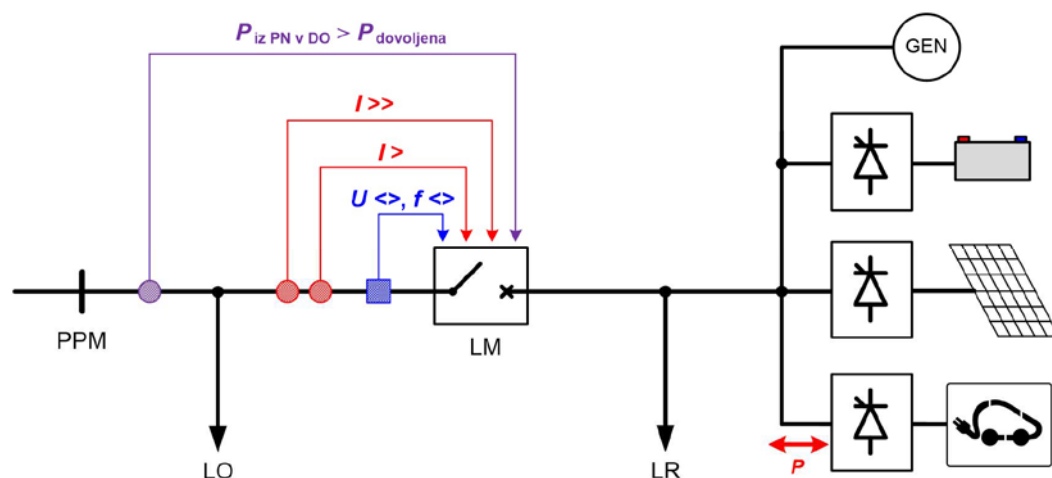 P iz PN v DO > P dovoljena
GEN
I >>
I >
U <>, f <>
PPM
LM
LO
LR
P